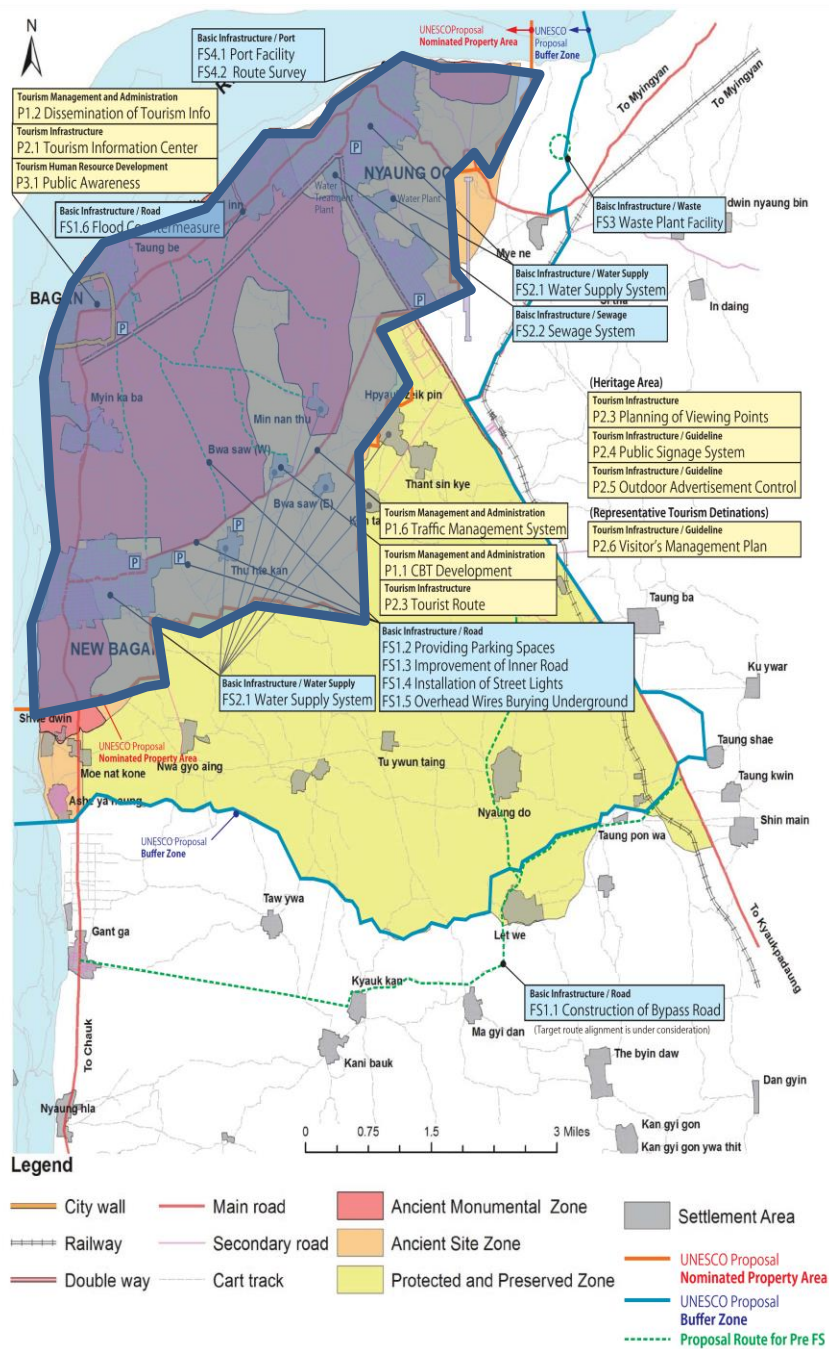 N
Basic Infrastructure / Port
FS4.1 Port Facility
FS4.2 Route Survey
UNESCOProposal
Nominated Property Area
UNESCO
Proposal
Buffer Zone
To Myingyan
To Myingyan
Tourism Management and Administration
P1.2 Dissemination of Tourism Info
Tourism Infrastructure
P2.1 Tourism Information Center
Tourism Human Resource Development
P3.1 Public Awareness
P
NYAUNG OO
Water
Treatment
Plant
Water Plant
Basic Infrastructure / Road
FS1.6 Flood Countermeasure
inn
Taung be
Baisc Infrastructure / Waste
FS3 Waste Plant Facility
dwin nyaung bin
Mye ne
Baisc Infrastructure / Water Supply
FS2.1 Water Supply System
In daing
Baisc Infrastructure / Sewage
FS2.2 Sewage System
BAGAN
P
P
P
Myin ka ba
Min nan thu
Hpyauk zeik pin
(Heritage Area)
Tourism Infrastructure
P2.3 Planning of Viewing Points
Tourism Infrastructure / Guideline
P2.4 Public Signage System
Tourism Infrastructure / Guideline
P2.5 Outdoor Advertisement Control
(Representative Tourism Detinations)
Tourism Infrastructure / Guideline
P2.6 Visitor's Management Plan
Bwa saw (W)
Thant sin kye
Bwa saw (E)
Tourism Management and Administration
P1.6 Traffic Management System
P
P
P
Thu hte kan
Tourism Management and Administration
P1.1 CBT Development
Tourism Infrastructure
P2.3 Tourist Route
Taung ba
NEW BAGAN
Basic Infrastructure / Road
FS1.2 Providing Parking Spaces
FS1.3 Improvement of Inner Road
FS1.4 Installation of Street Lights
FS1.5 Overhead Wires Burying Underground
Basic Infrastructure / Water Supply
FS2.1 Water Supply System
Ku ywar
Shwe dwin
UNESCO Proposal
Nominated Property Area
Moe nat kone
Nwa gyo aing
Tu ywun taing
Taung shae
Ashe ya naung
Nyaung do
Taung kwin
UNESCO Proposal
Buffer Zone
Taung pon wa
Shin main
Taw ywa
Gant ga
Let we
To Kyaukpadaung
Kyauk kan
Basic Infrastructure / Road
FS1.1 Construction of Bypass Road
(Target route alignment is under consideration)
Ma gyi dan
To Chauk
Kani bauk
The byin daw
Dan gyin
Nyaung hla
Kan gyi gon
Kan gyi gon ywa thit
0 0.75 1.5 3 Miles
Legend
City wall
Main road
Ancient Monumental Zone
Settlement Area
Railway
Secondary road
Ancient Site Zone
UNESCO Proposal
Nominated Property Area
Double way
Cart track
Protected and Preserved Zone
UNESCO Proposal
Buffer Zone
Proposal Route for Pre FS